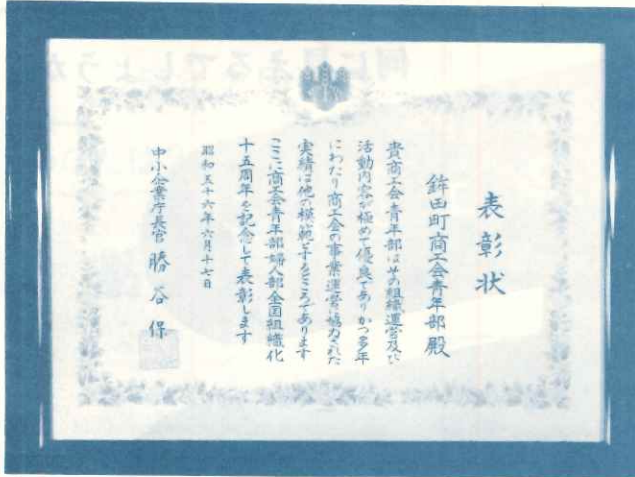 表彰状
鉾田町商工会青年部殿
貴商工会青年部はその組織運営及び
活動内容が極めて優良でありかつ多年
にわたり商工会の事業運営に協力された
実績は他の模範とするところであります
ここに商工会青年部婦人部全国組織化
十五周年を記念して表彰します
昭和五十六年六月十七日
中小企業庁長官 勝谷保